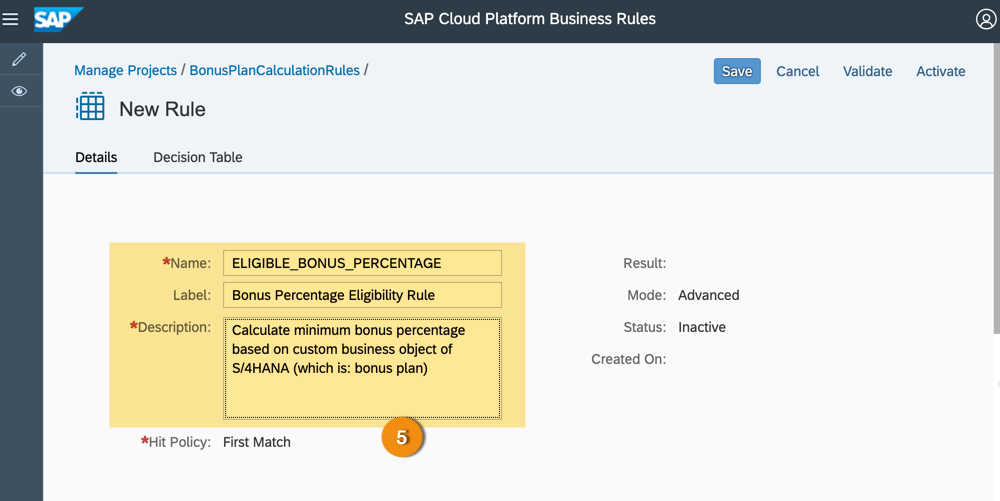 SAP
SAP Cloud Platform Business Rules
Manage Projects / BonusPlanCalculationRules /
Save Cancel Validate Activate
New Rule
Details Decision Table
*Name: ELIGIBLE_BONUS_PERCENTAGE
Label: Bonus Percentage Eligibility Rule
*Description: Calculate minimum bonus percentage
based on custom business object of
S/4HANA (which is: bonus plan)
*Hit Policy: First Match
5
Result:
Mode: Advanced
Status: Inactive
Created On: